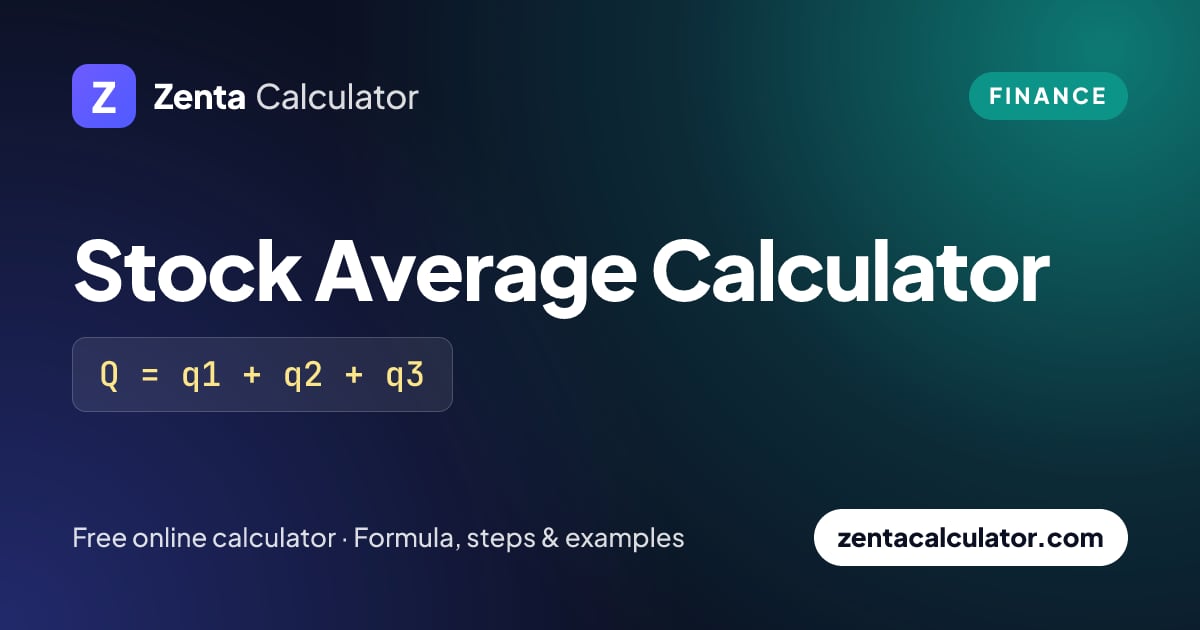 Z
Zenta Calculator
FINANCE
Stock Average Calculator
Q = q1 + q2 + q3
Free online calculator · Formula, steps & examples
zentacalculator.com